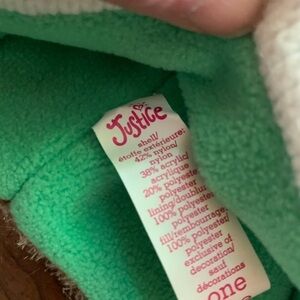 Justice
shell/
étoffe extérieure:
42% nylon/
nylon
38% acrylic/
acrylique
20% polyester/
polyester
lining/doublure
100% polyester/
polyester
fill/rembourrage
100% polyester/
polyester
exclusive of
decoration/
sauf
décorations
one